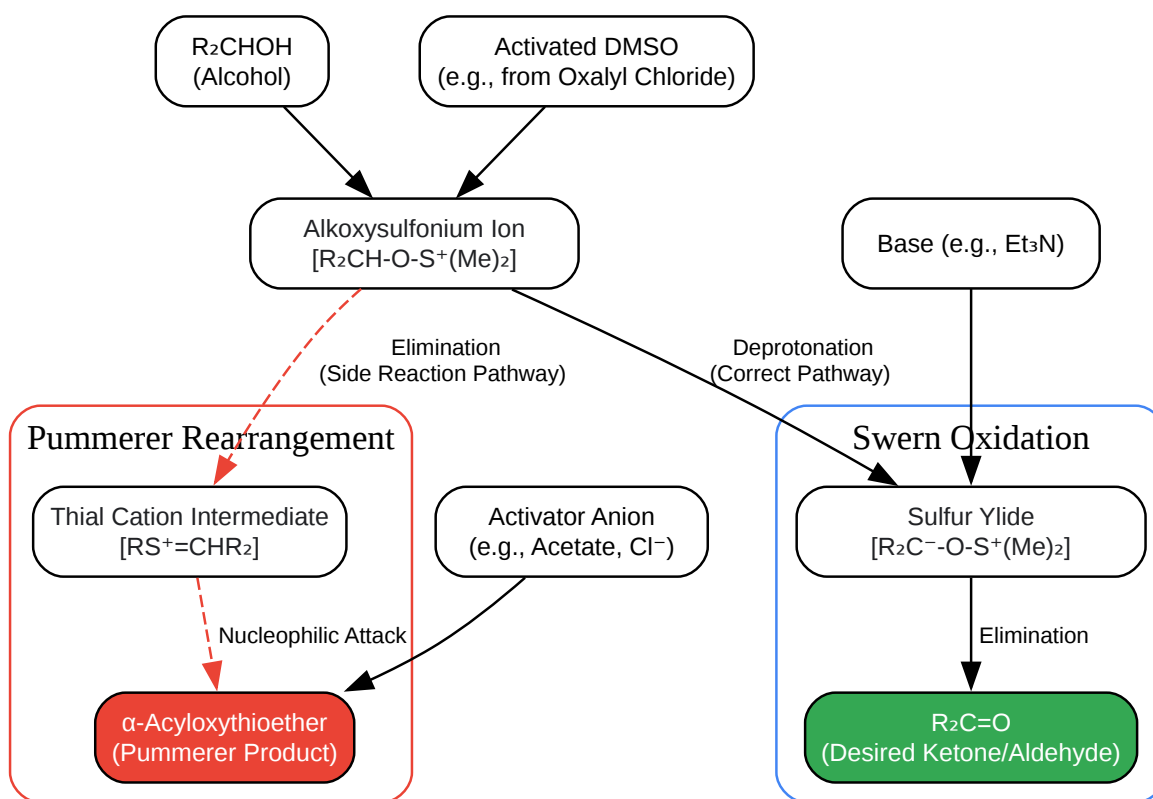 R₂CHOH
(Alcohol)
Activated DMSO
(e.g., from Oxalyl Chloride)
Alkoxysulfonium Ion
[R₂CH-O-S⁺(Me)₂]
Base (e.g., Et₃N)
Elimination
(Side Reaction Pathway)
Deprotonation
(Correct Pathway)
Pummerer Rearrangement
Swern Oxidation
Thial Cation Intermediate
[RS⁺=CHR₂]
Activator Anion
(e.g., Acetate, Cl⁻)
Sulfur Ylide
[R₂C⁻-O-S⁺(Me)₂]
Nucleophilic Attack
Elimination
α-Acyloxythioether
(Pummerer Product)
R₂C=O
(Desired Ketone/Aldehyde)